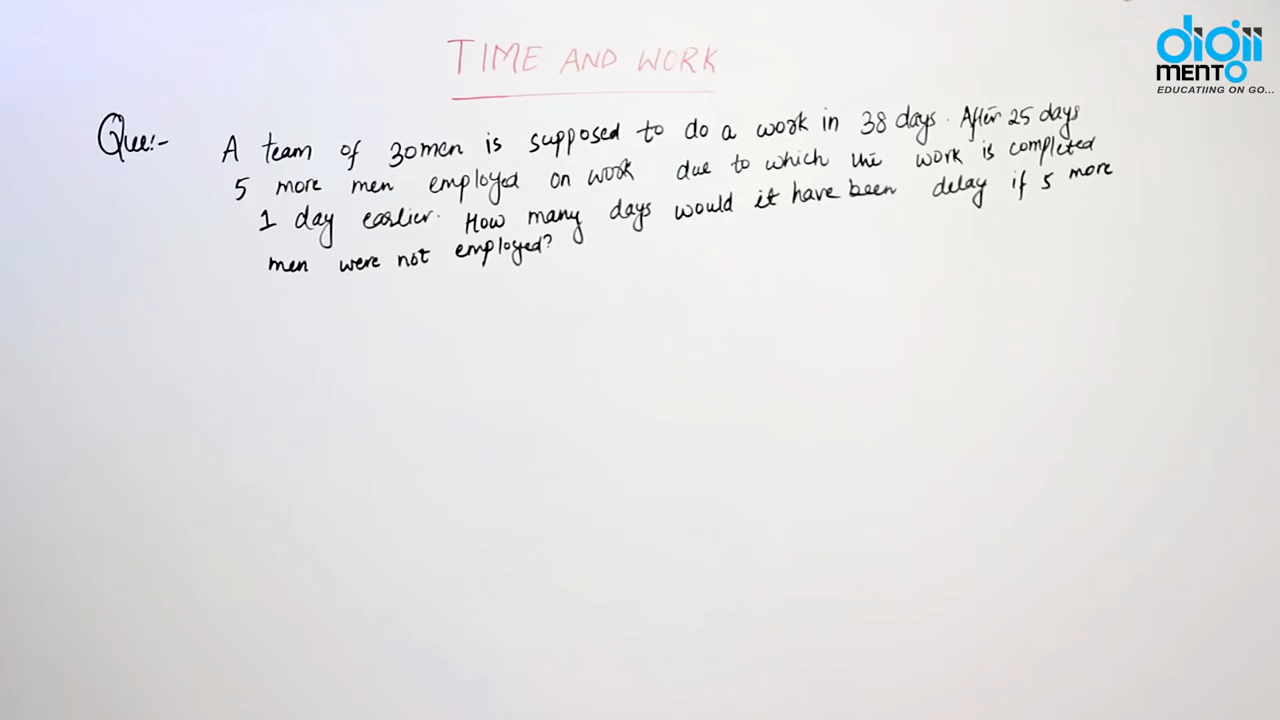 TIME AND WORK
digii
MENTO
EDUCATIING ON GO...
Que:- A team of 30 men is supposed to do a work in 38 days. After 25 days
5 more men employed on work due to which the work is completed
1 day earlier. How many days would it have been delay if 5 more
men were not employed?